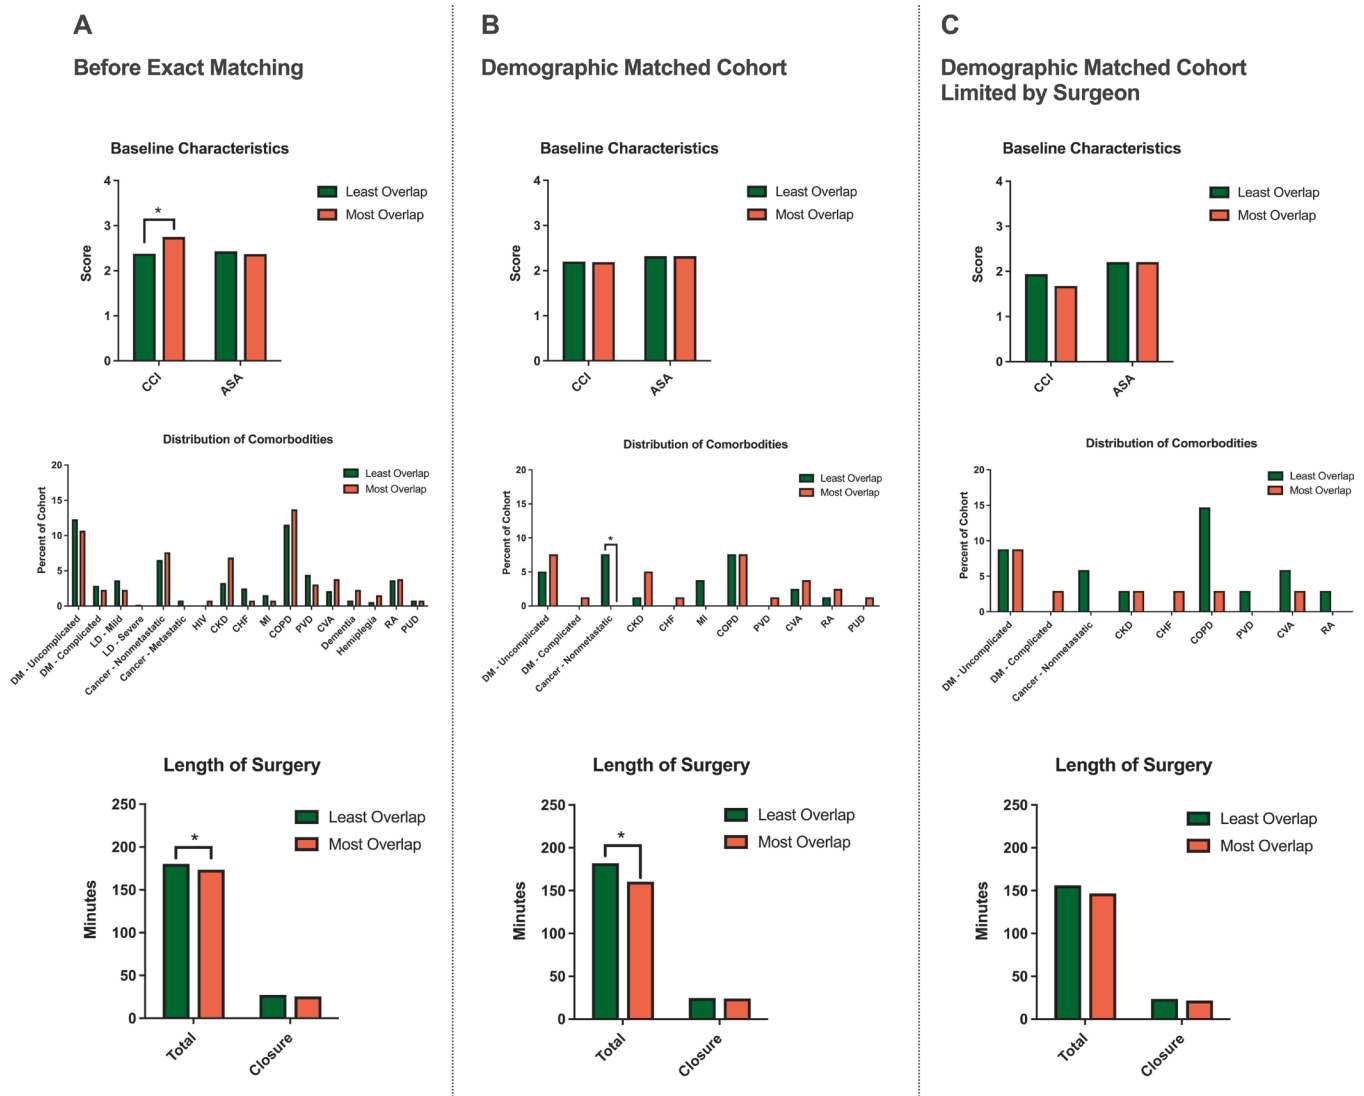 A
Before Exact Matching
Baseline Characteristics
4
3
2
1
0
Score
*
Least Overlap
Most Overlap
CCI
ASA
Distribution of Comorbodities
20
15
10
5
0
Percent of Cohort
Least Overlap
Most Overlap
DM - Uncomplicated
DM - Complicated
LD - Mild
LD - Severe
Cancer - Nonmetastatic
Cancer - Metastatic
HIV
CKD
CHF
MI
COPD
PVD
CVA
Dementia
Hemiplegia
RA
PUD
Length of Surgery
250
200
150
100
50
0
Minutes
*
Least Overlap
Most Overlap
Total
Closure
B
Demographic Matched Cohort
Baseline Characteristics
4
3
2
1
0
Score
Least Overlap
Most Overlap
CCI
ASA
Distribution of Comorbodities
20
15
10
5
0
Percent of Cohort
*
Least Overlap
Most Overlap
DM - Uncomplicated
DM - Complicated
Cancer - Nonmetastatic
CKD
CHF
MI
COPD
PVD
CVA
RA
PUD
Length of Surgery
250
200
150
100
50
0
Minutes
*
Least Overlap
Most Overlap
Total
Closure
C
Demographic Matched Cohort
Limited by Surgeon
Baseline Characteristics
4
3
2
1
0
Score
Least Overlap
Most Overlap
CCI
ASA
Distribution of Comorbodities
20
15
10
5
0
Percent of Cohort
Least Overlap
Most Overlap
DM - Uncomplicated
DM - Complicated
Cancer - Nonmetastatic
CKD
CHF
COPD
PVD
CVA
RA
Length of Surgery
250
200
150
100
50
0
Minutes
Least Overlap
Most Overlap
Total
Closure